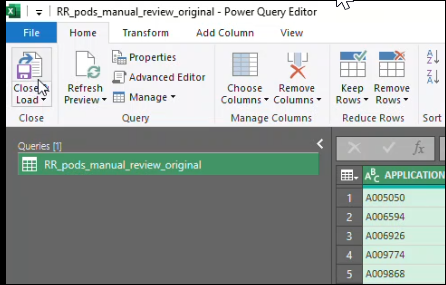 RR_pods_manual_review_original - Power Query Editor
File Home Transform Add Column View
Close & Load
Refresh Preview
Properties
Advanced Editor
Manage
Choose Columns
Remove Columns
Keep Rows
Remove Rows
Close Query Manage Columns Reduce Rows Sort
Queries [1]
RR_pods_manual_review_original
fx
ABC APPLICATION
1 A005050
2 A006594
3 A006926
4 A009774
5 A009868